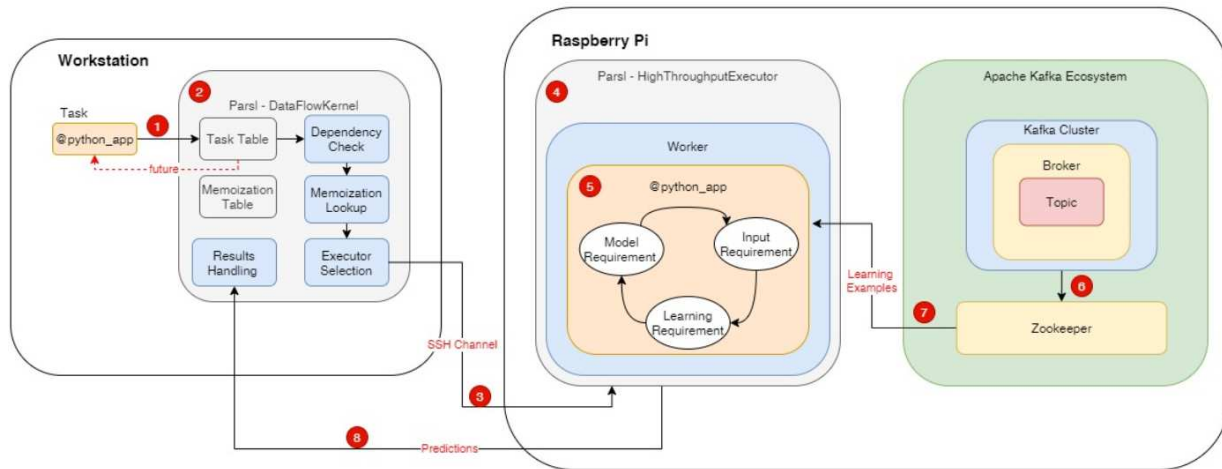 Workstation
Task
@python_app
1
future
2
Parsl - DataFlowKernel
Task Table
Dependency
Check
Memoization
Table
Memoization
Lookup
Results
Handling
Executor
Selection
SSH Channel
3
8
Predictions
Raspberry Pi
4
Parsl - HighThroughputExecutor
Worker
5
@python_app
Model
Requirement
Input
Requirement
Learning
Requirement
Learning
Examples
Apache Kafka Ecosystem
Kafka Cluster
Broker
Topic
6
7
Zookeeper